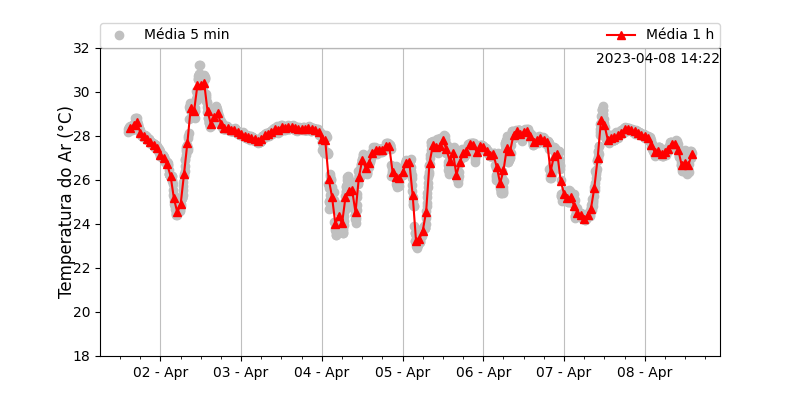 Média 5 min
Média 1 h
2023-04-08 14:22
Temperatura do Ar (°C)
32
30
28
26
24
22
20
18
02 - Apr
03 - Apr
04 - Apr
05 - Apr
06 - Apr
07 - Apr
08 - Apr